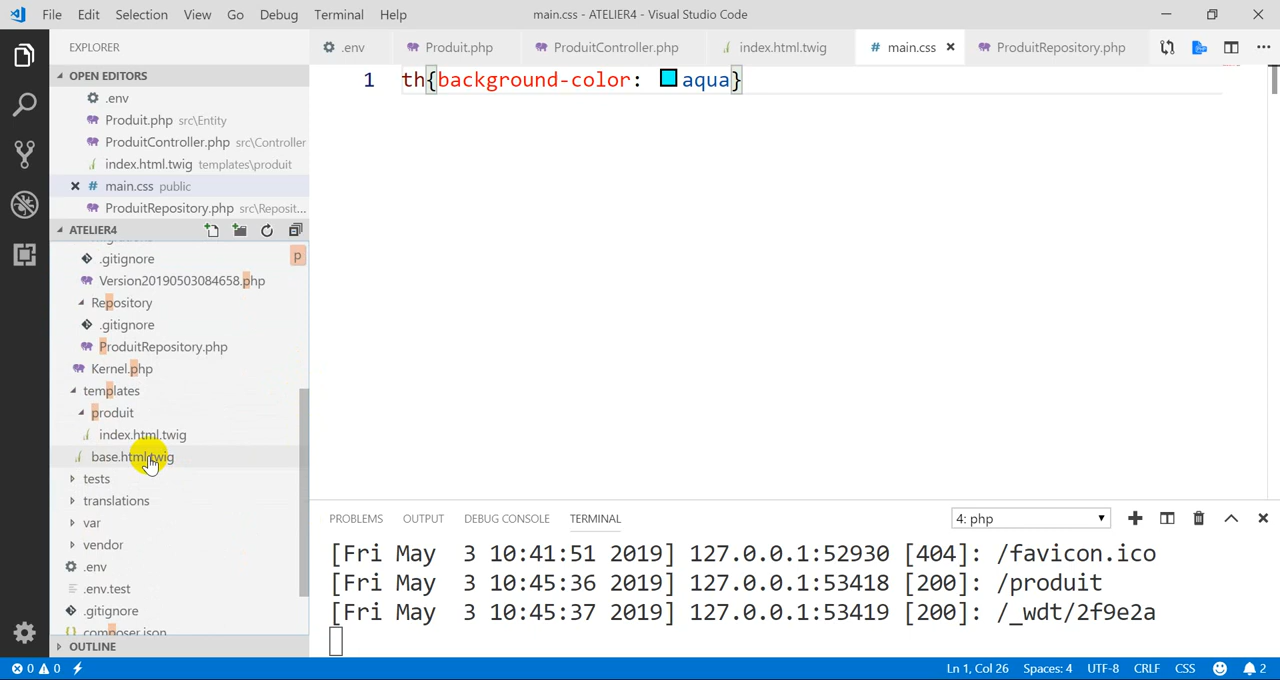 File Edit Selection View Go Debug Terminal Help main.css - ATELIER4 - Visual Studio Code
EXPLORER
.env Produit.php ProduitController.php index.html.twig # main.css ProduitRepository.php
OPEN EDITORS
.env
Produit.php src\Entity
ProduitController.php src\Controller
index.html.twig templates\produit
# main.css public
ProduitRepository.php src\Reposit...
ATELIER4
.gitignore
p
Version20190503084658.php
Repository
.gitignore
ProduitRepository.php
Kernel.php
templates
produit
index.html.twig
base.html.twig
tests
translations
var
vendor
.env
.env.test
.gitignore
composer.json
OUTLINE
1 th{background-color: aqua}
PROBLEMS OUTPUT DEBUG CONSOLE TERMINAL 4: php
[Fri May  3 10:41:51 2019] 127.0.0.1:52930 [404]: /favicon.ico
[Fri May  3 10:45:36 2019] 127.0.0.1:53418 [200]: /produit
[Fri May  3 10:45:37 2019] 127.0.0.1:53419 [200]: /_wdt/2f9e2a
0 0 Ln 1, Col 26 Spaces: 4 UTF-8 CRLF CSS 2